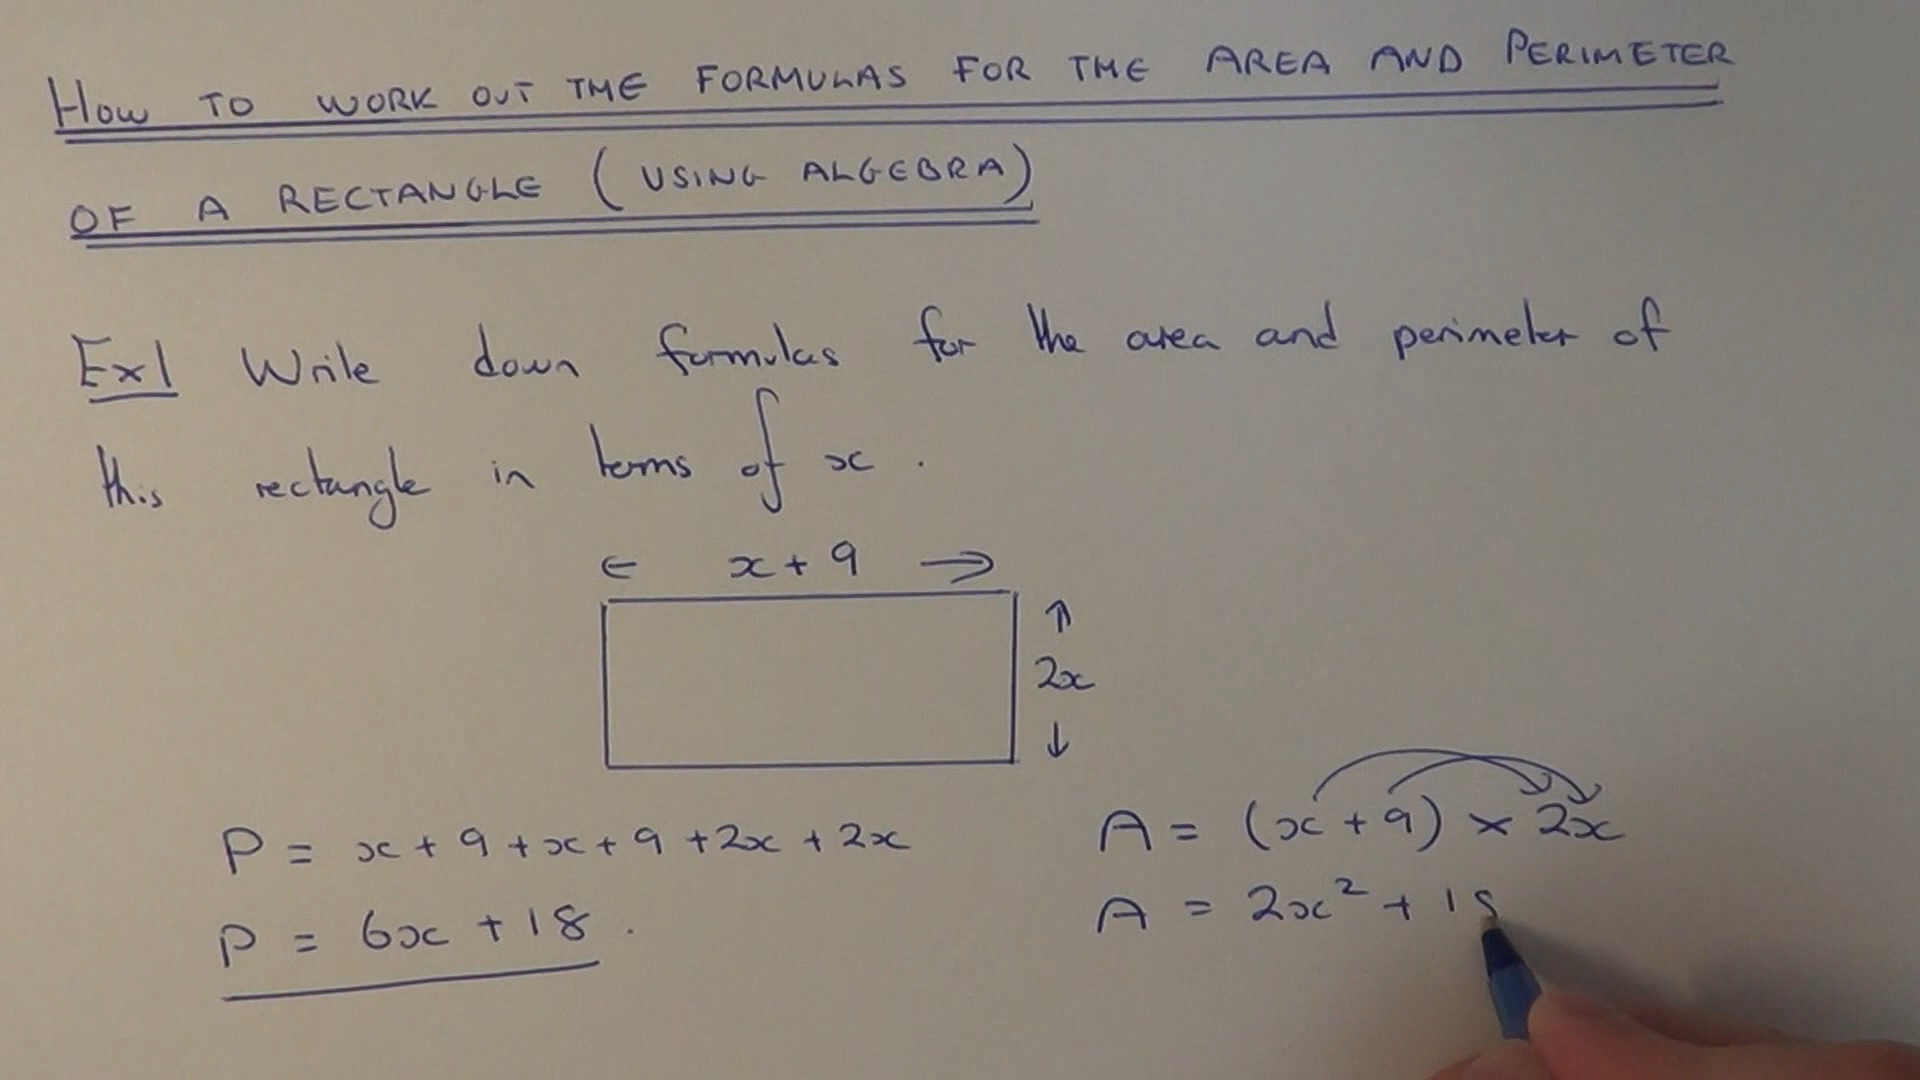 HOW TO WORK OUT THE FORMULAS FOR THE AREA AND PERIMETER
OF A RECTANGLE (USING ALGEBRA)
Ex1 Write down formulas for the area and perimeter of
this rectangle in terms of x.
← x + 9 →
↑
2x
↓
P = x + 9 + x + 9 + 2x + 2x
P = 6x + 18.
A = (x + 9) × 2x
A = 2x² + 18